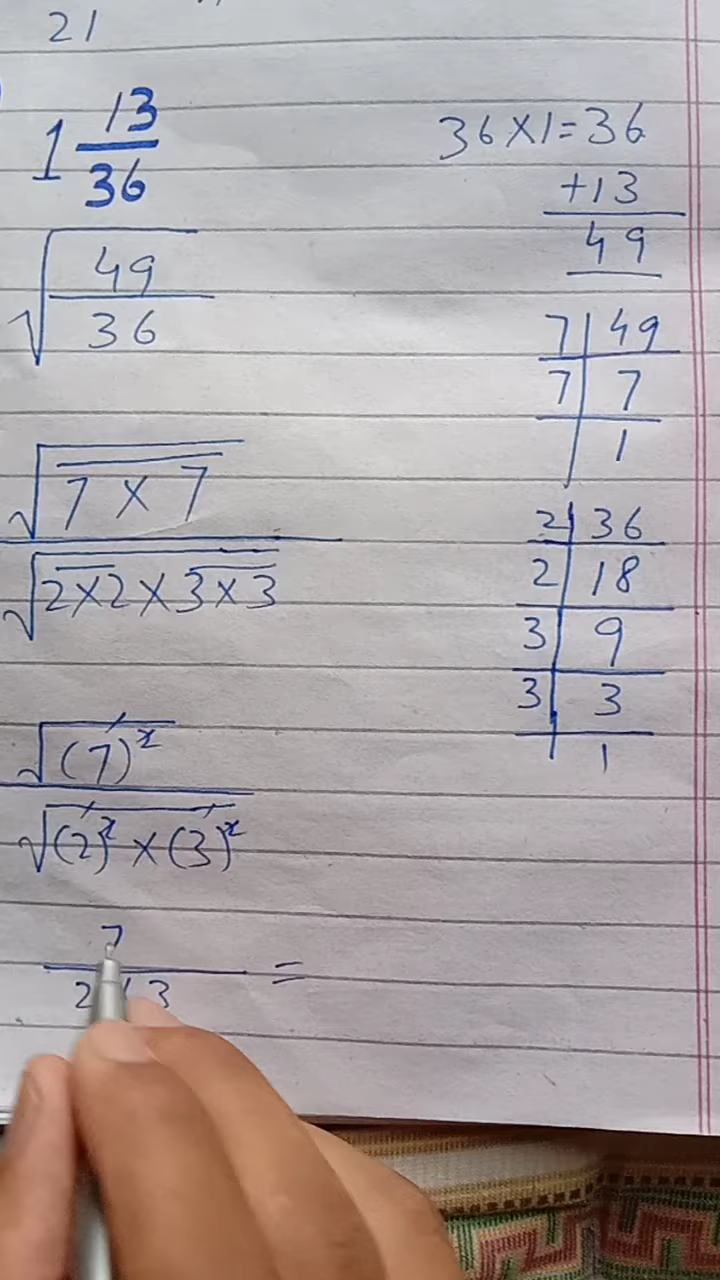 21
1 13/36
√49/36
√7 × 7
√2 × 2 × 3 × 3
√(7)²
√(2)² × (3)²
7
2 3 =
36 × 1 = 36
+13
49
7 | 49
7 | 7
1
2 | 36
2 | 18
3 | 9
3 | 3
1